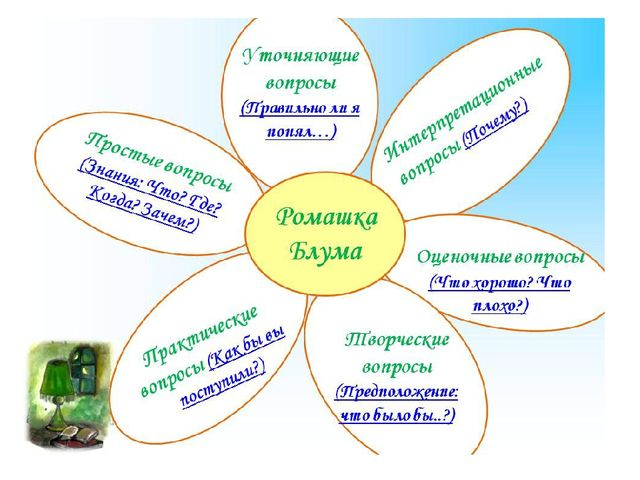 Уточняющие
вопросы
(Правильно ли я
понял…)
Интерпретационные
вопросы (Почему?)
Простые вопросы
(Знания: Что? Где?
Когда? Зачем?)
Ромашка
Блума
Оценочные вопросы
(Что хорошо? Что
плохо?)
Практические
вопросы (Как бы вы
поступили?)
Творческие
вопросы
(Предположение:
что было бы..?)